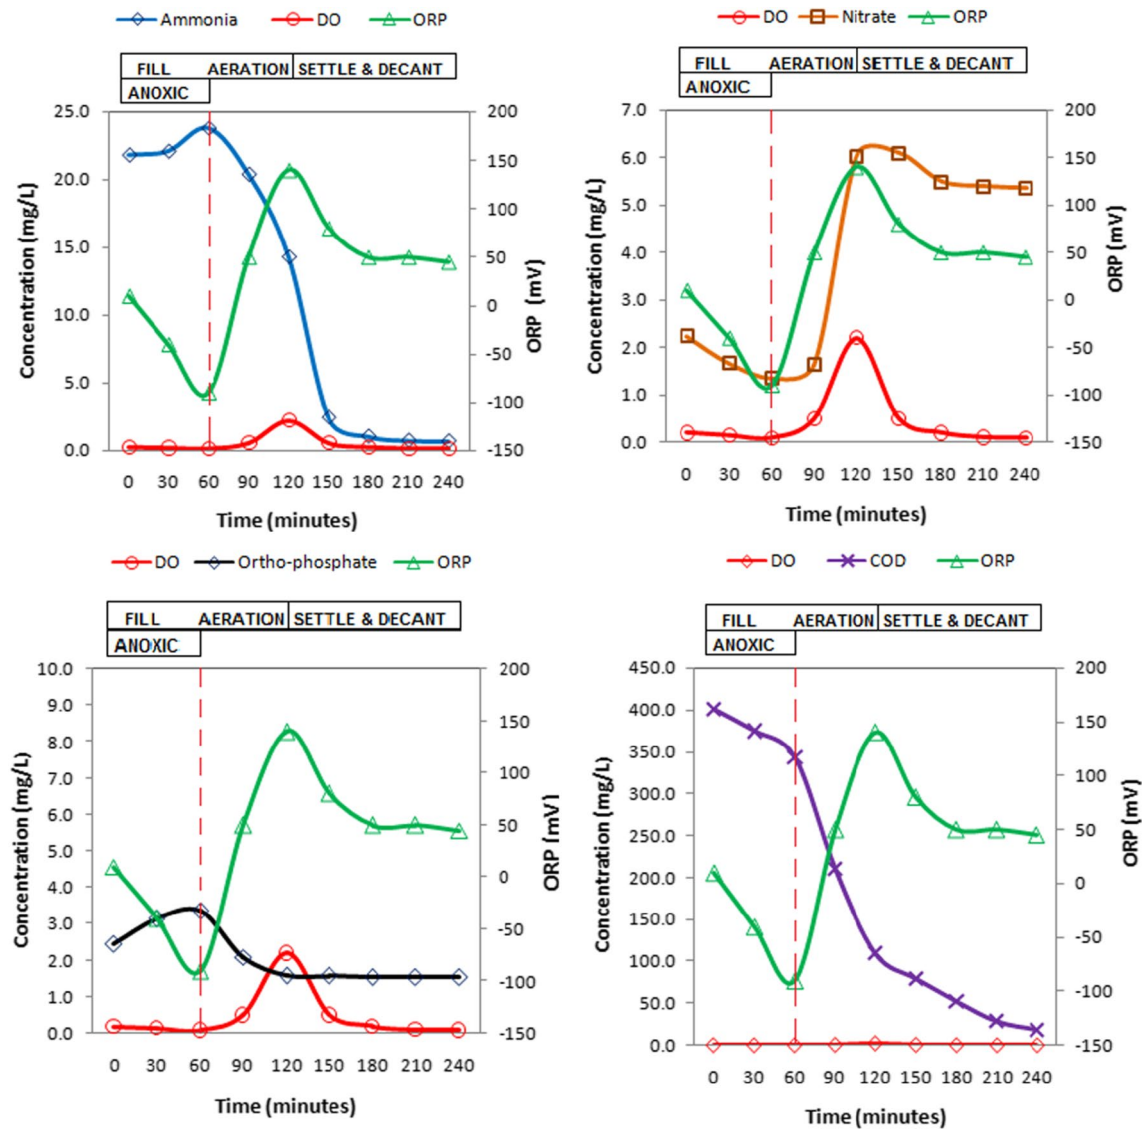 Ammonia DO ORP
FILL AERATION SETTLE & DECANT
ANOXIC
25.0 200
20.0 150
15.0 100
10.0 50
5.0 0
0.0 -50
-100
-150
Concentration (mg/L)
ORP (mV)
0 30 60 90 120 150 180 210 240
Time (minutes)
DO Nitrate ORP
FILL AERATION SETTLE & DECANT
ANOXIC
7.0 200
6.0 150
5.0 100
4.0 50
3.0 0
2.0 -50
1.0 -100
0.0 -150
Concentration (mg/L)
ORP (mV)
0 30 60 90 120 150 180 210 240
Time (minutes)
DO Ortho-phosphate ORP
FILL AERATION SETTLE & DECANT
ANOXIC
10.0 200
9.0 150
8.0 100
7.0 50
6.0 0
5.0 -50
4.0 -100
3.0 -150
2.0
1.0
0.0
Concentration (mg/L)
ORP (mV)
0 30 60 90 120 150 180 210 240
Time (minutes)
DO COD ORP
FILL AERATION SETTLE & DECANT
ANOXIC
450.0 200
400.0 150
350.0 100
300.0 50
250.0 0
200.0 -50
150.0 -100
100.0 -150
50.0
0.0
Concentration (mg/L)
ORP (mV)
0 30 60 90 120 150 180 210 240
Time (minutes)